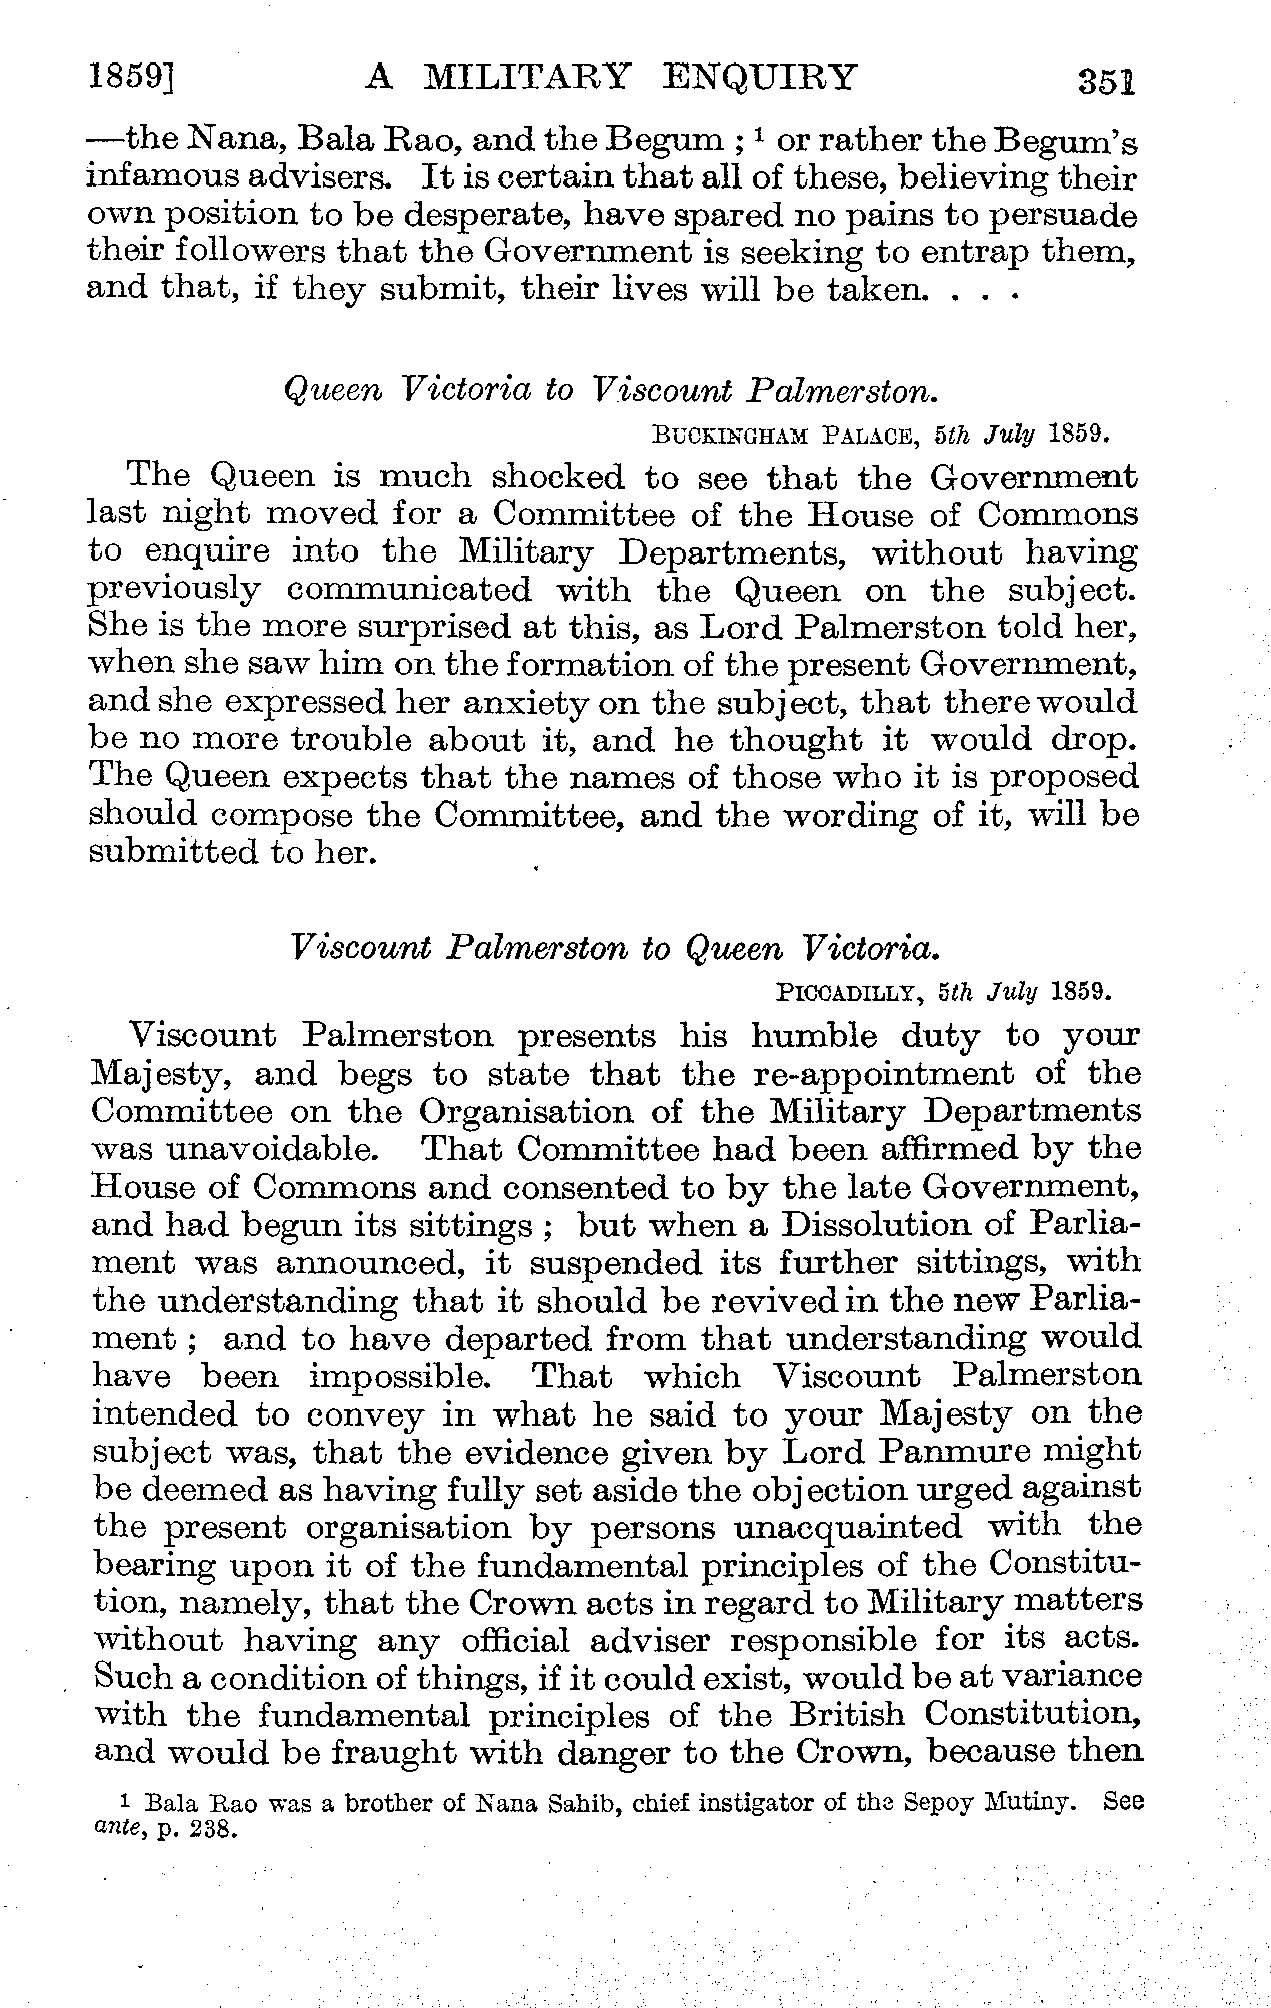 1859] A MILITARY ENQUIRY 351
—the Nana, Bala Rao, and the Begum ; ¹ or rather the Begum's
infamous advisers. It is certain that all of these, believing their
own position to be desperate, have spared no pains to persuade
their followers that the Government is seeking to entrap them,
and that, if they submit, their lives will be taken. . . .
Queen Victoria to Viscount Palmerston.
BUCKINGHAM PALACE, 5th July 1859.
The Queen is much shocked to see that the Government
last night moved for a Committee of the House of Commons
to enquire into the Military Departments, without having
previously communicated with the Queen on the subject.
She is the more surprised at this, as Lord Palmerston told her,
when she saw him on the formation of the present Government,
and she expressed her anxiety on the subject, that there would
be no more trouble about it, and he thought it would drop.
The Queen expects that the names of those who it is proposed
should compose the Committee, and the wording of it, will be
submitted to her.
Viscount Palmerston to Queen Victoria.
PICCADILLY, 5th July 1859.
Viscount Palmerston presents his humble duty to your
Majesty, and begs to state that the re-appointment of the
Committee on the Organisation of the Military Departments
was unavoidable. That Committee had been affirmed by the
House of Commons and consented to by the late Government,
and had begun its sittings ; but when a Dissolution of Parlia-
ment was announced, it suspended its further sittings, with
the understanding that it should be revived in the new Parlia-
ment ; and to have departed from that understanding would
have been impossible. That which Viscount Palmerston
intended to convey in what he said to your Majesty on the
subject was, that the evidence given by Lord Panmure might
be deemed as having fully set aside the objection urged against
the present organisation by persons unacquainted with the
bearing upon it of the fundamental principles of the Constitu-
tion, namely, that the Crown acts in regard to Military matters
without having any official adviser responsible for its acts.
Such a condition of things, if it could exist, would be at variance
with the fundamental principles of the British Constitution,
and would be fraught with danger to the Crown, because then
1 Bala Rao was a brother of Nana Sahib, chief instigator of the Sepoy Mutiny. See
ante, p. 238.